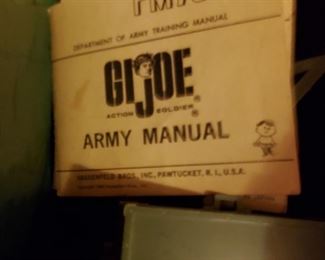 DEPARTMENT OF ARMY TRAINING MANUAL
GI JOE®
ACTION SOLDIER®
ARMY MANUAL
HASSENFELD BROS., INC., PAWTUCKET, R. I., U.S.A.